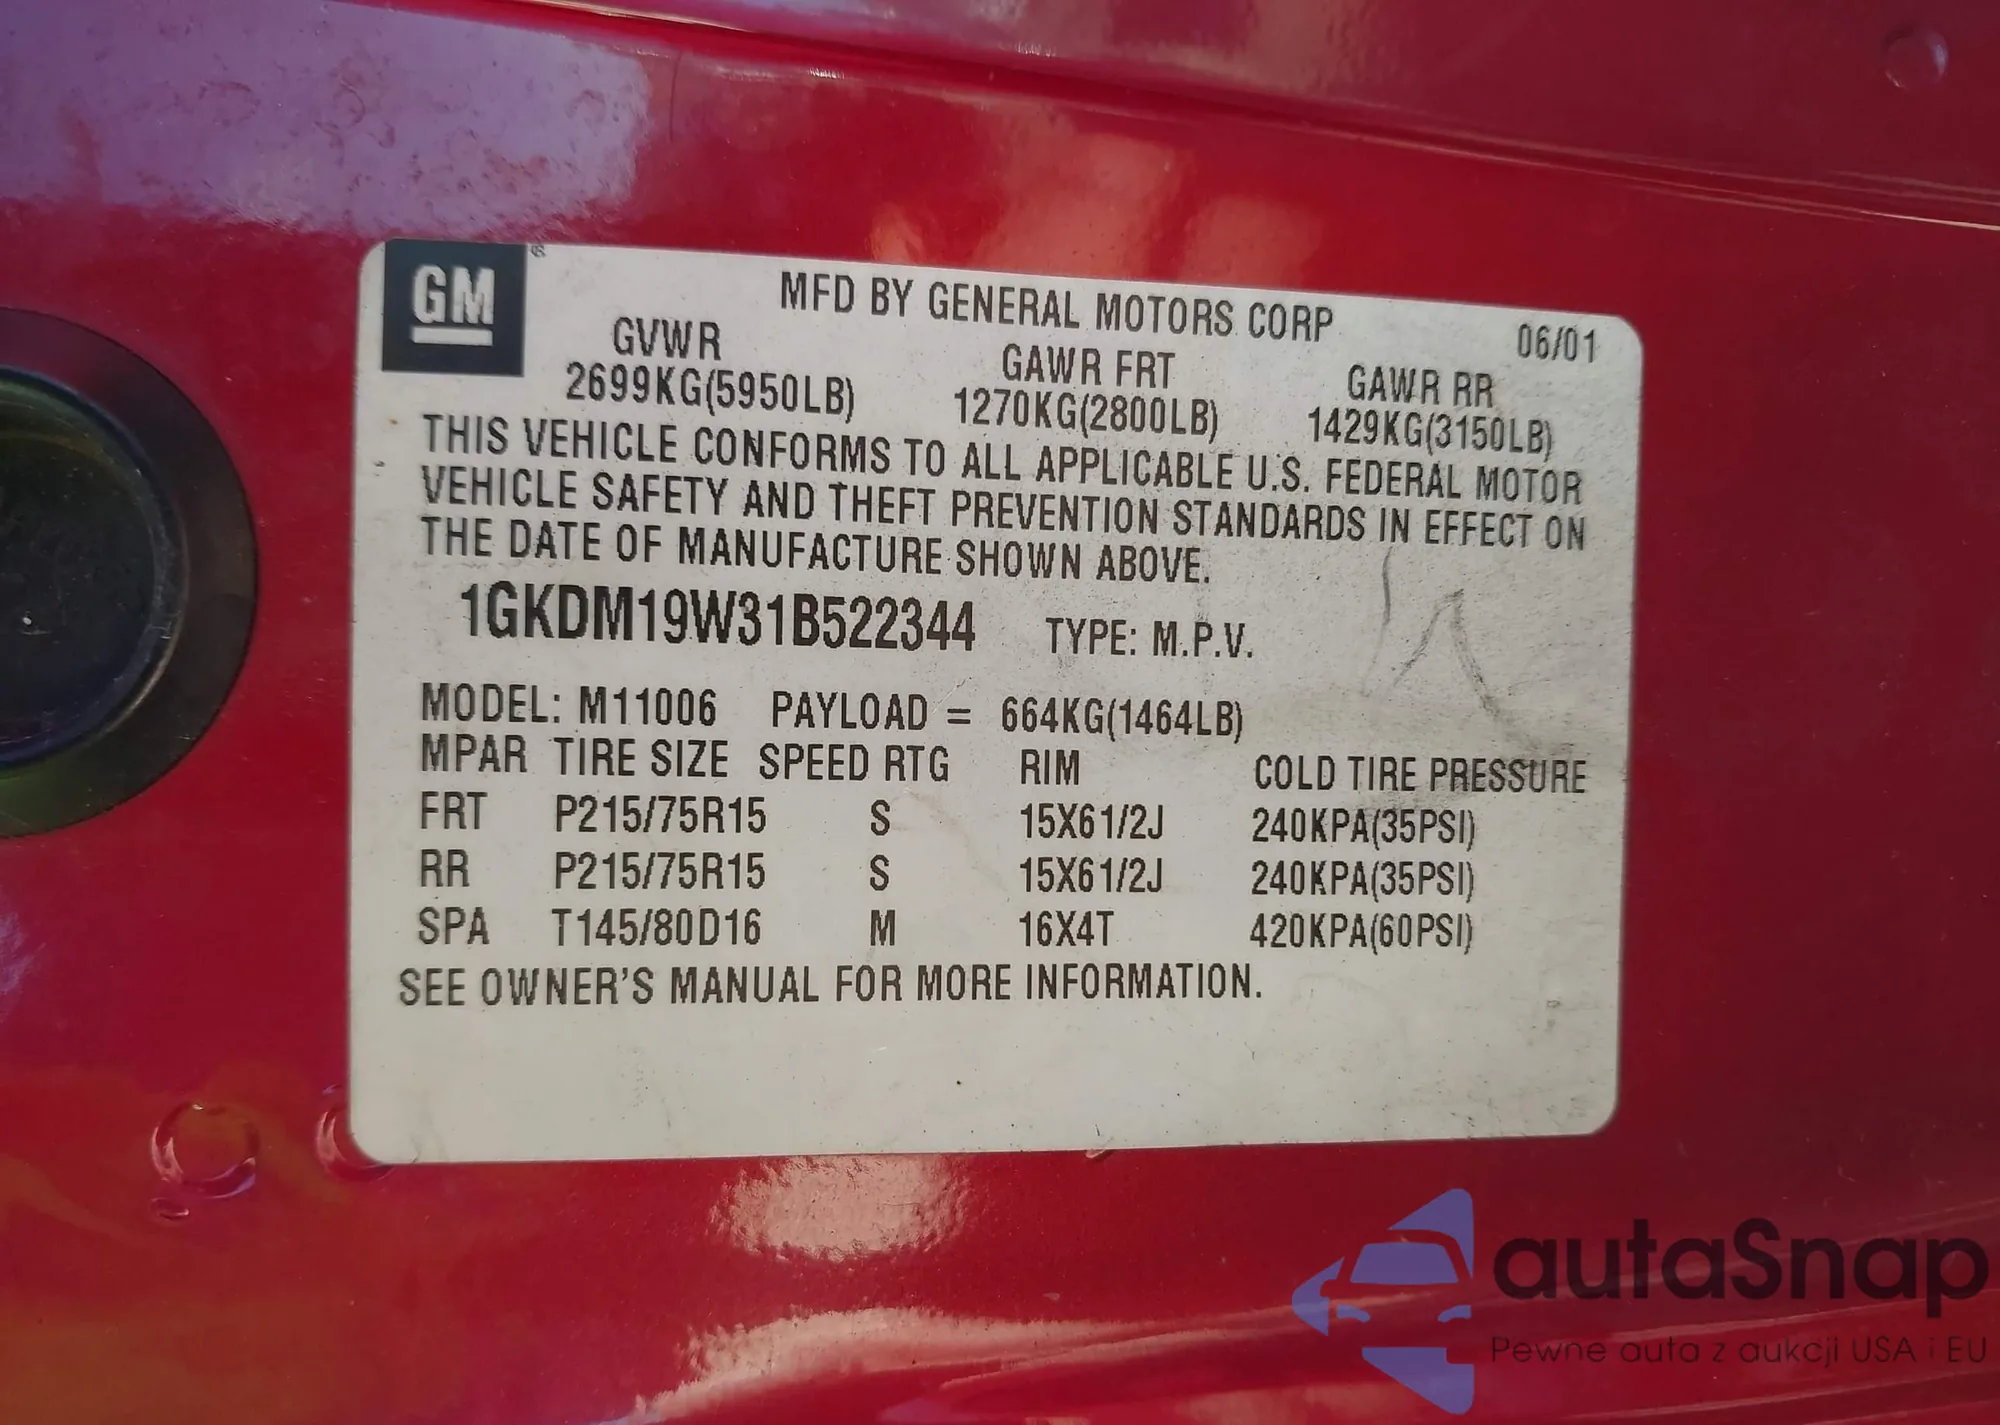 GM
MFD BY GENERAL MOTORS CORP 06/01
GVWR GAWR FRT GAWR RR
2699KG(5950LB) 1270KG(2800LB) 1429KG(3150LB)
THIS VEHICLE CONFORMS TO ALL APPLICABLE U.S. FEDERAL MOTOR
VEHICLE SAFETY AND THEFT PREVENTION STANDARDS IN EFFECT ON
THE DATE OF MANUFACTURE SHOWN ABOVE.
1GKDM19W31B522344 TYPE: M.P.V.
MODEL: M11006 PAYLOAD = 664KG(1464LB)
MPAR TIRE SIZE SPEED RTG RIM COLD TIRE PRESSURE
FRT P215/75R15 S 15X61/2J 240KPA(35PSI)
RR P215/75R15 S 15X61/2J 240KPA(35PSI)
SPA T145/80D16 M 16X4T 420KPA(60PSI)
SEE OWNER'S MANUAL FOR MORE INFORMATION.
autaSnap
Pewne auta z aukcji USA i EU